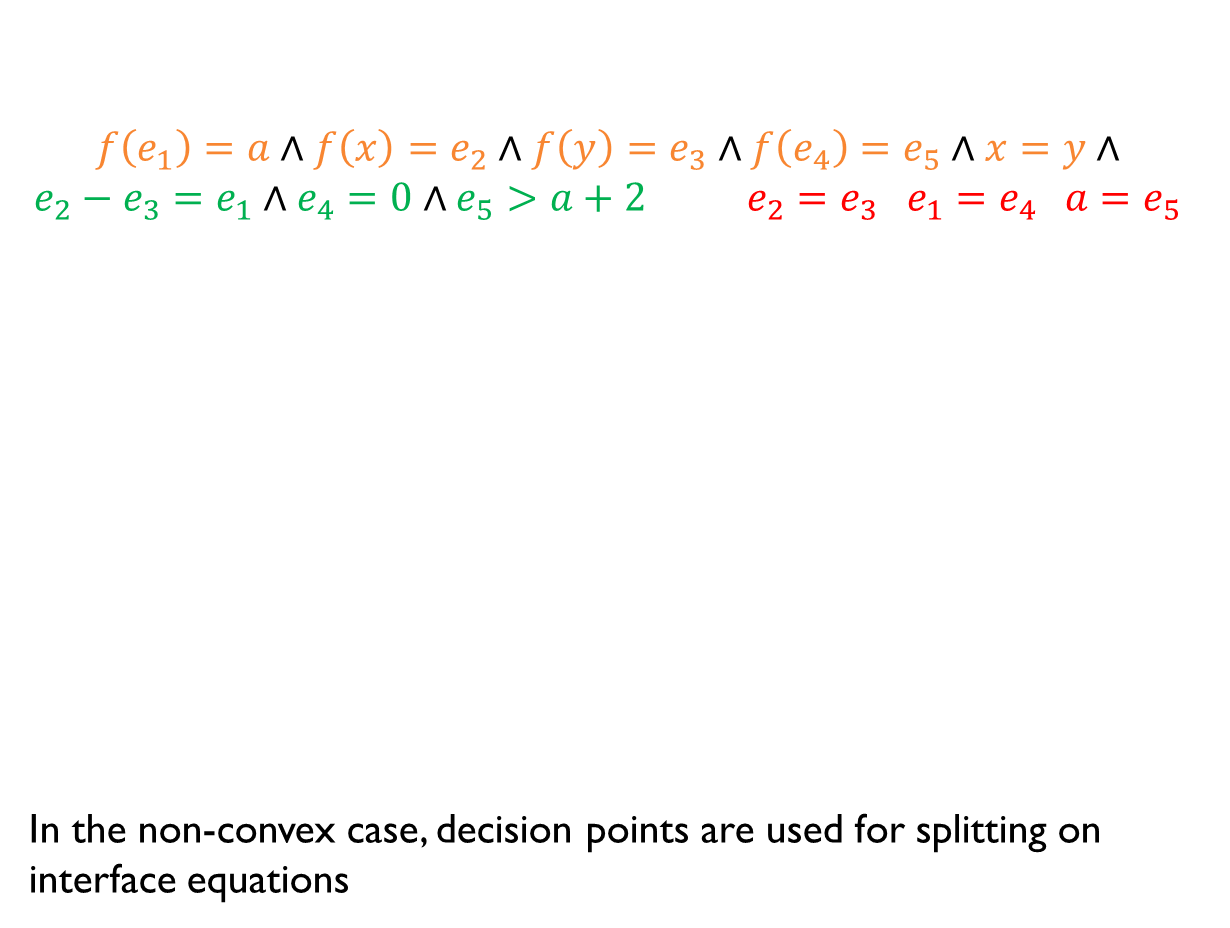 f(e₁) = a ∧ f(x) = e₂ ∧ f(y) = e₃ ∧ f(e₄) = e₅ ∧ x = y ∧
e₂ − e₃ = e₁ ∧ e₄ = 0 ∧ e₅ > a + 2 e₂ = e₃ e₁ = e₄ a = e₅
In the non-convex case, decision points are used for splitting on
interface equations